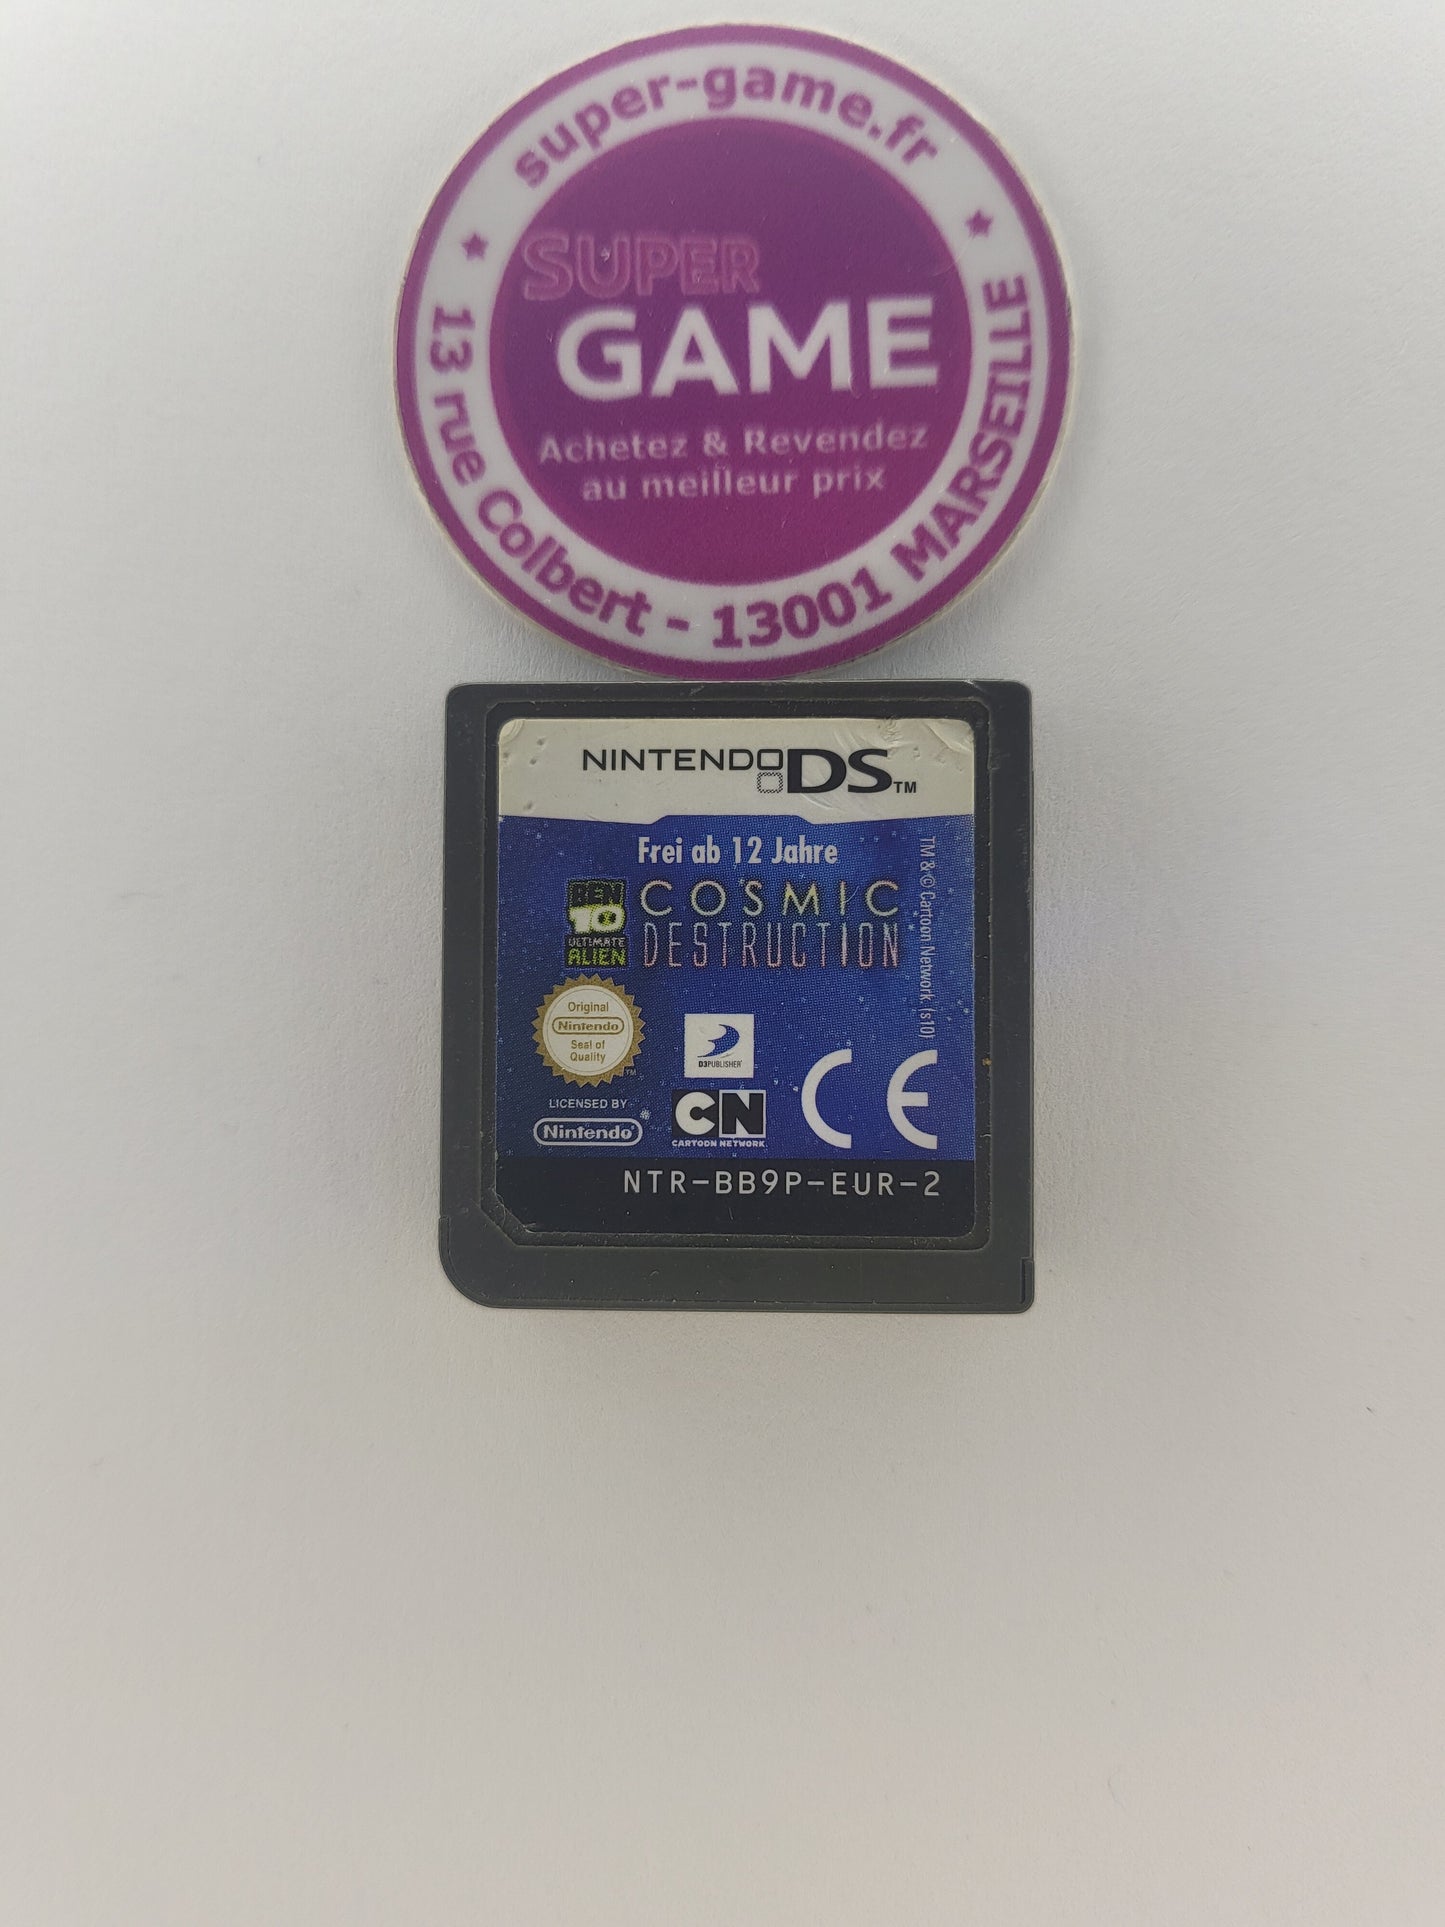 super-game.fr
SUPER
GAME
Achetez & Revendez
au meilleur prix
13 rue Colbert - 13001 MARSEILLE
NINTENDO DS™
Frei ab 12 Jahre
BEN
10
ULTIMATE
ALIEN
COSMIC
DESTRUCTION
TM & © Cartoon Network. (s10)
Original
Nintendo
Seal of
Quality
TM
D3PUBLISHER
LICENSED BY
Nintendo
CN
CARTOON NETWORK
CE
NTR-BB9P-EUR-2